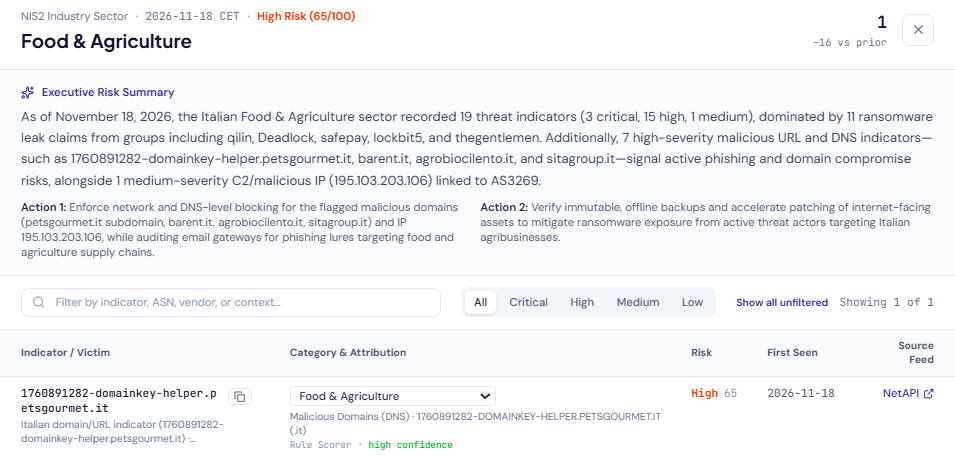 NIS2 Industry Sector · 2026-11-18 CET · High Risk (65/100)
1
Food & Agriculture
-16 vs prior
Executive Risk Summary
As of November 18, 2026, the Italian Food & Agriculture sector recorded 19 threat indicators (3 critical, 15 high, 1 medium), dominated by 11 ransomware
leak claims from groups including qilin, Deadlock, safepay, lockbit5, and thegentlemen. Additionally, 7 high-severity malicious URL and DNS indicators—
such as 1760891282-domainkey-helper.petsgourmet.it, barent.it, agrobiocilento.it, and sitagroup.it—signal active phishing and domain compromise
risks, alongside 1 medium-severity C2/malicious IP (195.103.203.106) linked to AS3269.
Action 1: Enforce network and DNS-level blocking for the flagged malicious domains
(petsgourmet.it subdomain, barent.it, agrobiocilento.it, sitagroup.it) and IP
195.103.203.106, while auditing email gateways for phishing lures targeting food and
agriculture supply chains.
Action 2: Verify immutable, offline backups and accelerate patching of internet-facing
assets to mitigate ransomware exposure from active threat actors targeting Italian
agribusinesses.
Filter by indicator, ASN, vendor, or context...
All Critical High Medium Low
Show all unfiltered Showing 1 of 1
Indicator / Victim Category & Attribution Risk First Seen Source
Feed
1760891282-domainkey-helper.p
etsgourmet.it
Italian domain/URL indicator (1760891282-
domainkey-helper.petsgourmet.it) ·...
Food & Agriculture
Malicious Domains (DNS) · 1760891282-DOMAINKEY-HELPER.PETSGOURMET.IT
(.it)
Rule Scorer · high confidence
High 65
2026-11-18
NetAPI